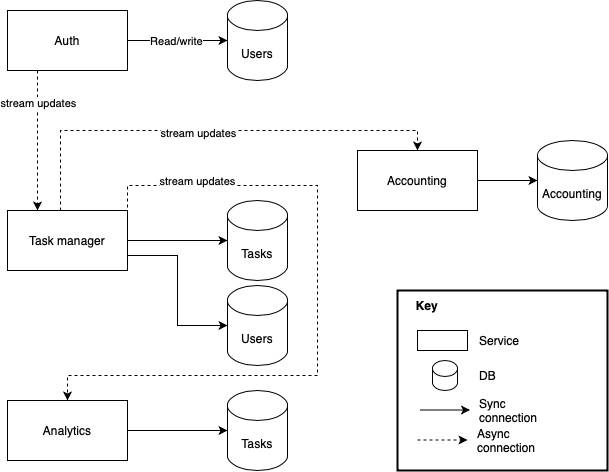 Auth
Read/write
Users
stream updates
stream updates
Accounting
Accounting
stream updates
Task manager
Tasks
Users
Analytics
Tasks
Key
Service
DB
Sync
connection
Async
connection